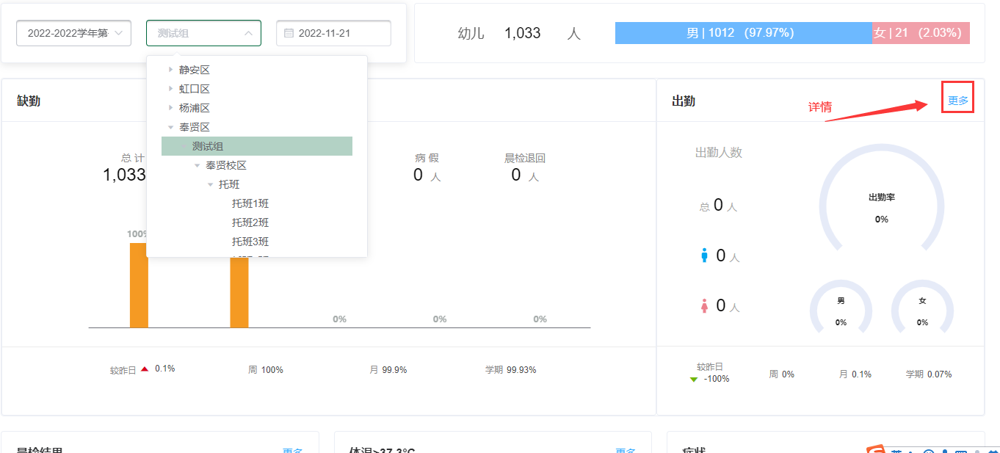 2022-2022学年第
测试组
2022-11-21
幼儿 1,033 人
男 | 1012 (97.97%)
女 | 21 (2.03%)
静安区
虹口区
杨浦区
奉贤区
测试组
奉贤校区
托班
托班1班
托班2班
托班3班
缺勤
总 计
1,033
病 假
0 人
晨检退回
0 人
100%
0%
0%
0%
较昨日 0.1%
周 100%
月 99.9%
学期 99.93%
出勤
详情
更多
出勤人数
总 0 人
0 人
0 人
出勤率
0%
男
0%
女
0%
较昨日
-100%
周 0%
月 0.1%
学期 0.07%
晨检结果
更多
体温>37.3°C
更多
症状